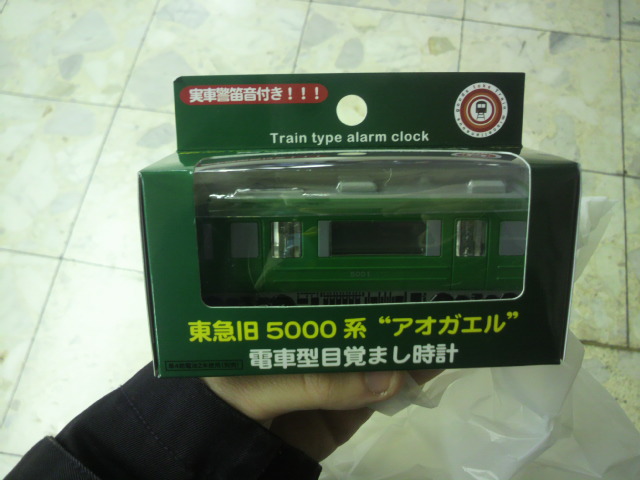 実車警笛音付き！！！
Train type alarm clock
東急旧5000系“アオガエル”
電車型目覚まし時計